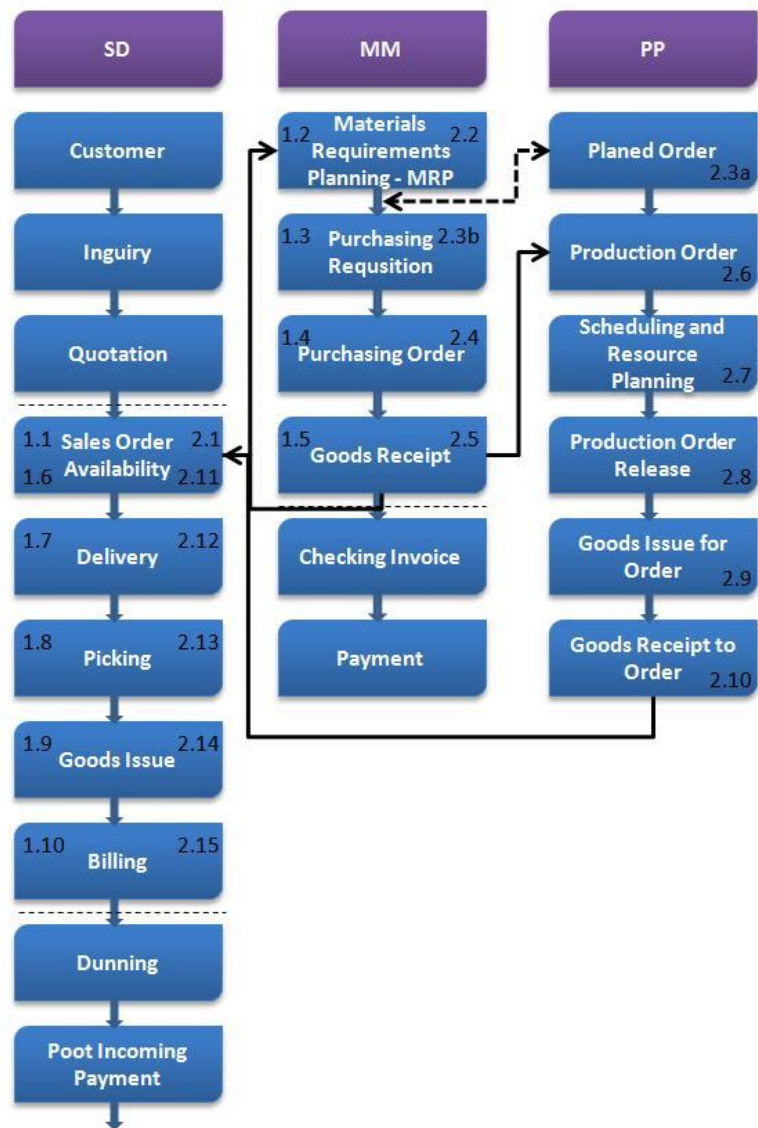 SD
MM
PP
Customer
Inguiry
Quotation
1.1 Sales Order 2.1
1.6 Availability 2.11
1.7 2.12
Delivery
1.8 2.13
Picking
1.9 2.14
Goods Issue
1.10 2.15
Billing
Dunning
Poot Incoming
Payment
1.2 Materials 2.2
Requirements
Planning - MRP
1.3 Purchasing 2.3b
Requsition
1.4 2.4
Purchasing Order
1.5 2.5
Goods Receipt
Checking Invoice
Payment
Planed Order
2.3a
Production Order
2.6
Scheduling and
Resource
Planning 2.7
Production Order
Release
2.8
Goods Issue for
Order
2.9
Goods Receipt to
Order
2.10